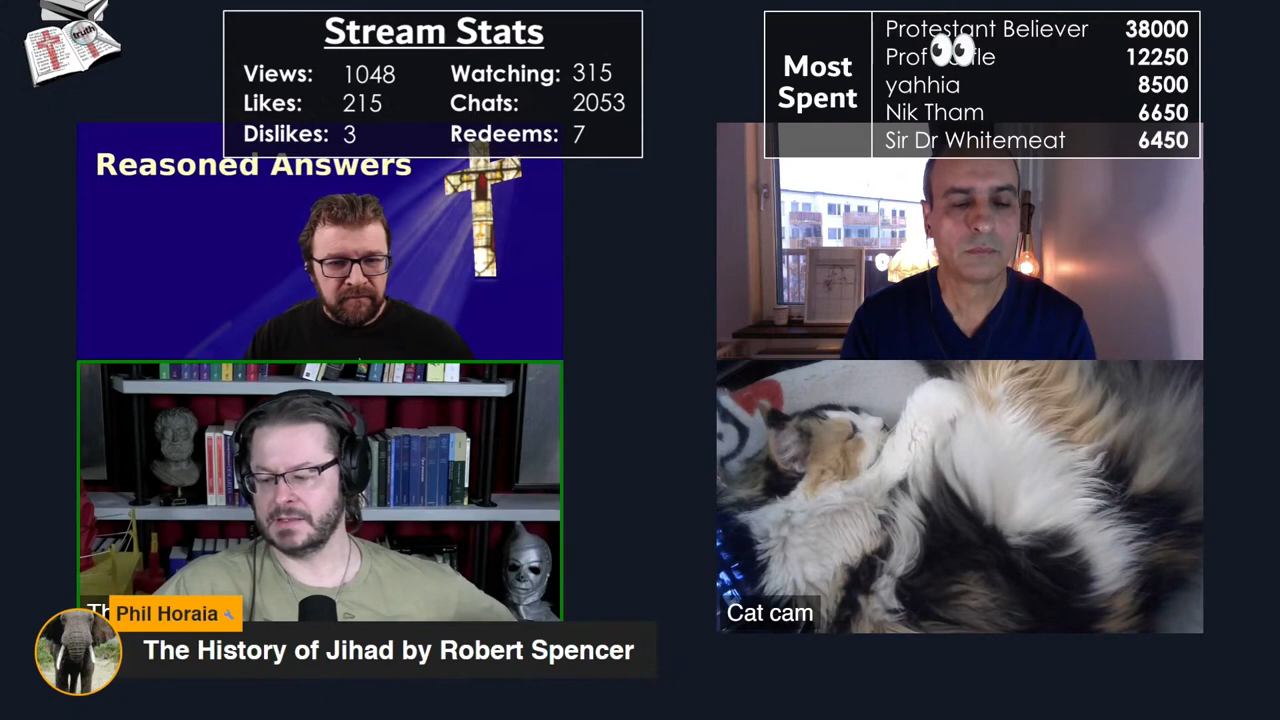 truth
Stream Stats
Views: 1048 Watching: 315
Likes: 215 Chats: 2053
Dislikes: 3 Redeems: 7
Most
Spent
Protestant Believer 38000
Prof 12250
yahhia 8500
Nik Tham 6650
Sir Dr Whitemeat 6450
Reasoned Answers
Cat cam
Phil Horaia
The History of Jihad by Robert Spencer